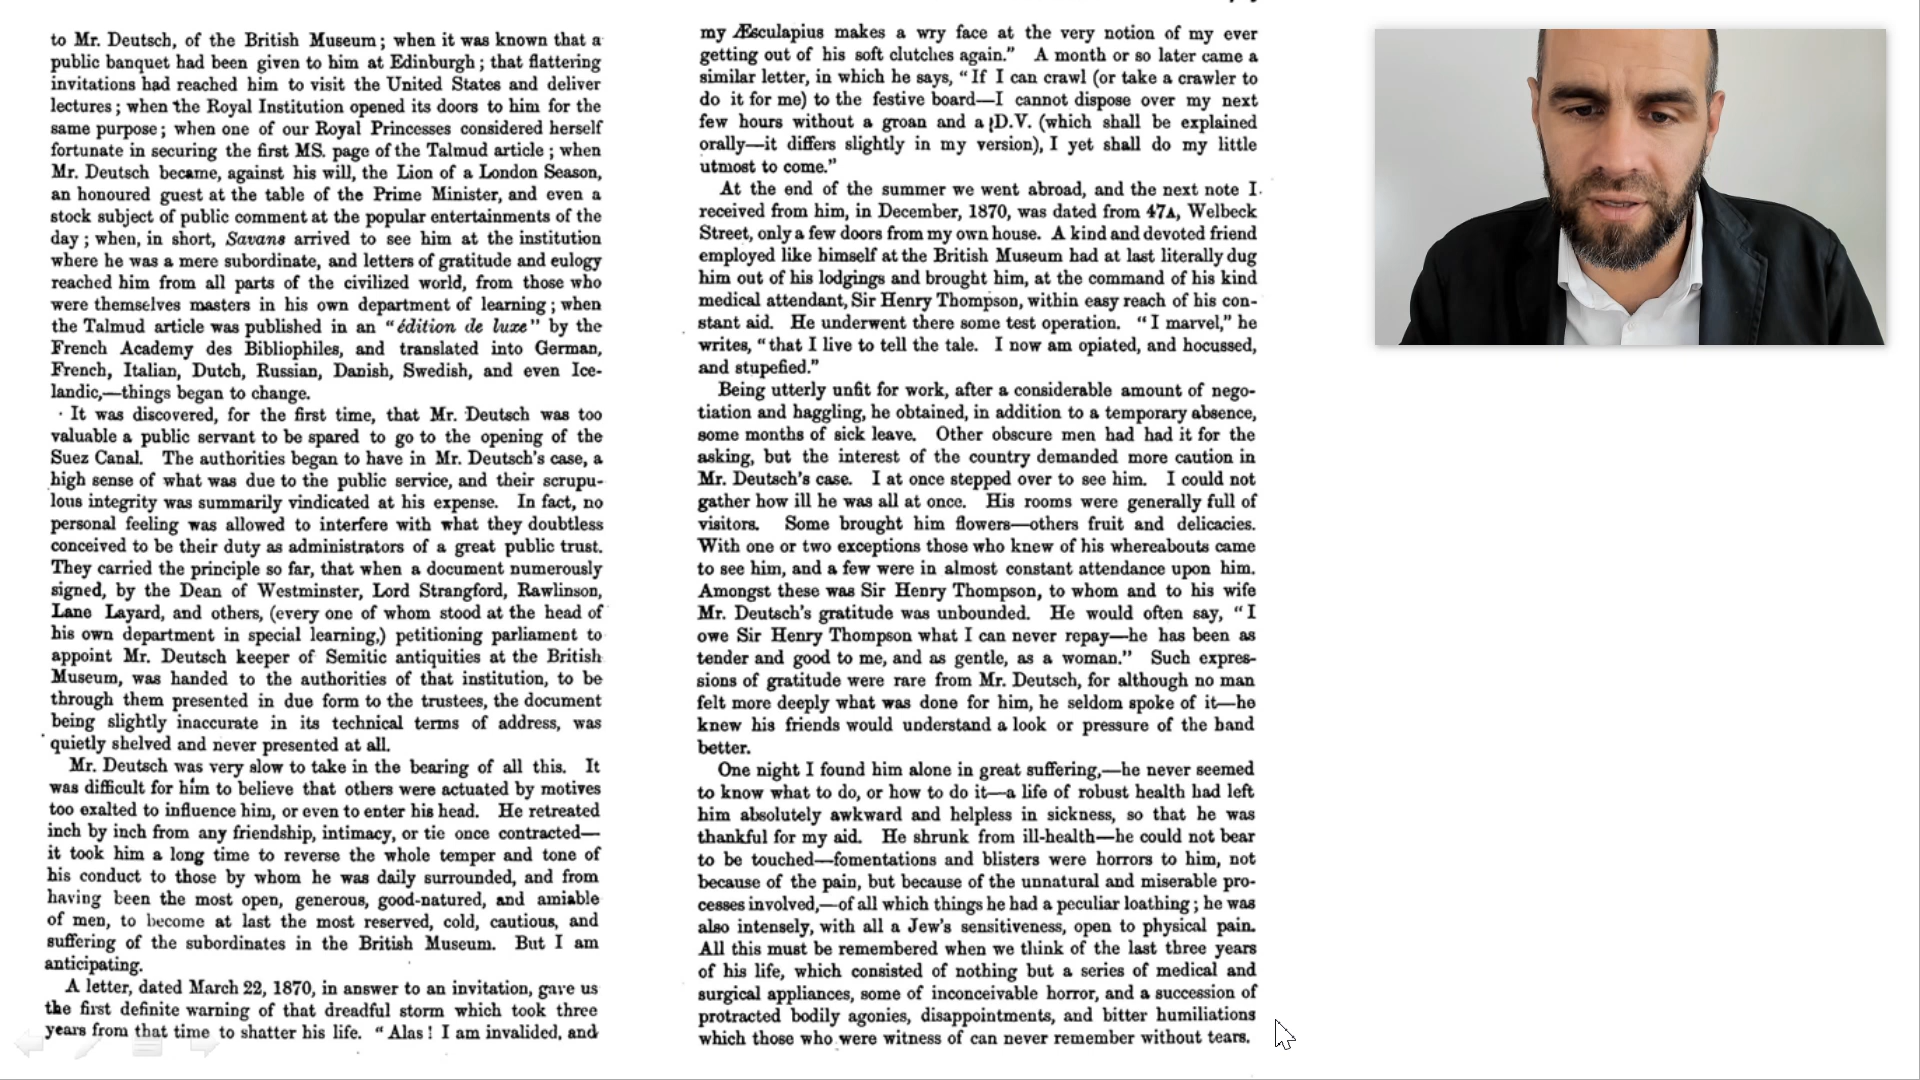 to Mr. Deutsch, of the British Museum; when it was known that a
public banquet had been given to him at Edinburgh; that flattering
invitations had reached him to visit the United States and deliver
lectures; when the Royal Institution opened its doors to him for the
same purpose; when one of our Royal Princesses considered herself
fortunate in securing the first MS. page of the Talmud article; when
Mr. Deutsch became, against his will, the Lion of a London Season,
an honoured guest at the table of the Prime Minister, and even a
stock subject of public comment at the popular entertainments of the
day; when, in short, Savans arrived to see him at the institution
where he was a mere subordinate, and letters of gratitude and eulogy
reached him from all parts of the civilized world, from those who
were themselves masters in his own department of learning; when
the Talmud article was published in an "édition de luxe" by the
French Academy des Bibliophiles, and translated into German,
French, Italian, Dutch, Russian, Danish, Swedish, and even Ice-
landic,—things began to change.
It was discovered, for the first time, that Mr. Deutsch was too
valuable a public servant to be spared to go to the opening of the
Suez Canal. The authorities began to have in Mr. Deutsch's case, a
high sense of what was due to the public service, and their scrupu-
lous integrity was summarily vindicated at his expense. In fact, no
personal feeling was allowed to interfere with what they doubtless
conceived to be their duty as administrators of a great public trust.
They carried the principle so far, that when a document numerously
signed, by the Dean of Westminster, Lord Strangford, Rawlinson,
Lane Layard, and others, (every one of whom stood at the head of
his own department in special learning,) petitioning parliament to
appoint Mr. Deutsch keeper of Semitic antiquities at the British
Museum, was handed to the authorities of that institution, to be
through them presented in due form to the trustees, the document
being slightly inaccurate in its technical terms of address, was
quietly shelved and never presented at all.
Mr. Deutsch was very slow to take in the bearing of all this. It
was difficult for him to believe that others were actuated by motives
too exalted to influence him, or even to enter his head. He retreated
inch by inch from any friendship, intimacy, or tie once contracted—
it took him a long time to reverse the whole temper and tone of
his conduct to those by whom he was daily surrounded, and from
having been the most open, generous, good-natured, and amiable
of men, to become at last the most reserved, cold, cautious, and
suffering of the subordinates in the British Museum. But I am
anticipating.
A letter, dated March 22, 1870, in answer to an invitation, gave us
the first definite warning of that dreadful storm which took three
years from that time to shatter his life. "Alas! I am invalided, and
my Æsculapius makes a wry face at the very notion of my ever
getting out of his soft clutches again." A month or so later came a
similar letter, in which he says, "If I can crawl (or take a crawler to
do it for me) to the festive board—I cannot dispose over my next
few hours without a groan and a D.V. (which shall be explained
orally—it differs slightly in my version), I yet shall do my little
utmost to come."
At the end of the summer we went abroad, and the next note I
received from him, in December, 1870, was dated from 47A, Welbeck
Street, only a few doors from my own house. A kind and devoted friend
employed like himself at the British Museum had at last literally dug
him out of his lodgings and brought him, at the command of his kind
medical attendant, Sir Henry Thompson, within easy reach of his con-
stant aid. He underwent there some test operation. "I marvel," he
writes, "that I live to tell the tale. I now am opiated, and hocussed,
and stupefied."
Being utterly unfit for work, after a considerable amount of nego-
tiation and haggling, he obtained, in addition to a temporary absence,
some months of sick leave. Other obscure men had had it for the
asking, but the interest of the country demanded more caution in
Mr. Deutsch's case. I at once stepped over to see him. I could not
gather how ill he was all at once. His rooms were generally full of
visitors. Some brought him flowers—others fruit and delicacies.
With one or two exceptions those who knew of his whereabouts came
to see him, and a few were in almost constant attendance upon him.
Amongst these was Sir Henry Thompson, to whom and to his wife
Mr. Deutsch's gratitude was unbounded. He would often say, "I
owe Sir Henry Thompson what I can never repay—he has been as
tender and good to me, and as gentle, as a woman." Such expres-
sions of gratitude were rare from Mr. Deutsch, for although no man
felt more deeply what was done for him, he seldom spoke of it—he
knew his friends would understand a look or pressure of the hand
better.
One night I found him alone in great suffering,—he never seemed
to know what to do, or how to do it—a life of robust health had left
him absolutely awkward and helpless in sickness, so that he was
thankful for my aid. He shrunk from ill-health—he could not bear
to be touched—fomentations and blisters were horrors to him, not
because of the pain, but because of the unnatural and miserable pro-
cesses involved,—of all which things he had a peculiar loathing; he was
also intensely, with all a Jew's sensitiveness, open to physical pain.
All this must be remembered when we think of the last three years
of his life, which consisted of nothing but a series of medical and
surgical appliances, some of inconceivable horror, and a succession of
protracted bodily agonies, disappointments, and bitter humiliations
which those who were witness of can never remember without tears.